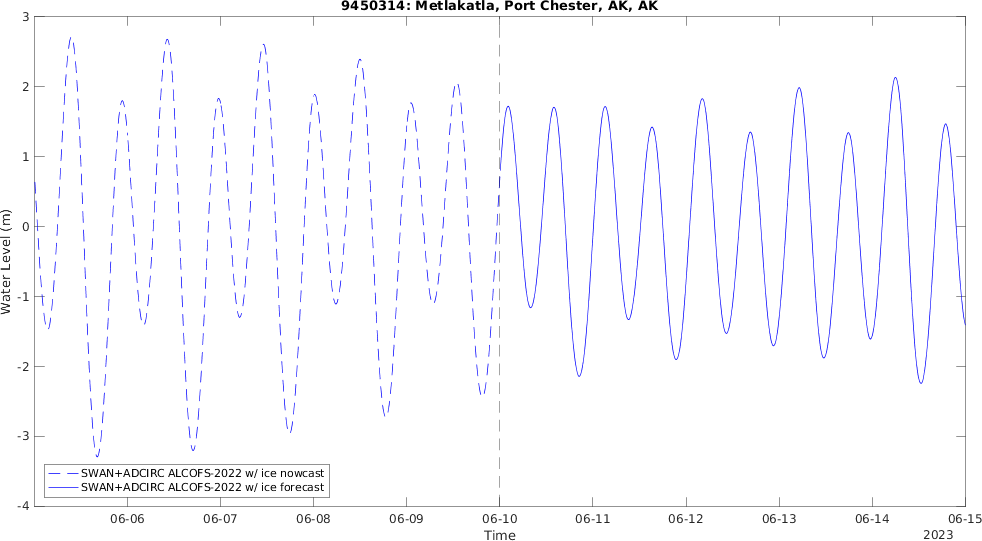 9450314: Metlakatla, Port Chester, AK, AK
3
2
1
0
-1
-2
-3
-4
Water Level (m)
SWAN+ADCIRC ALCOFS-2022 w/ ice nowcast
SWAN+ADCIRC ALCOFS-2022 w/ ice forecast
06-06 06-07 06-08 06-09 06-10 06-11 06-12 06-13 06-14 06-15
Time
2023